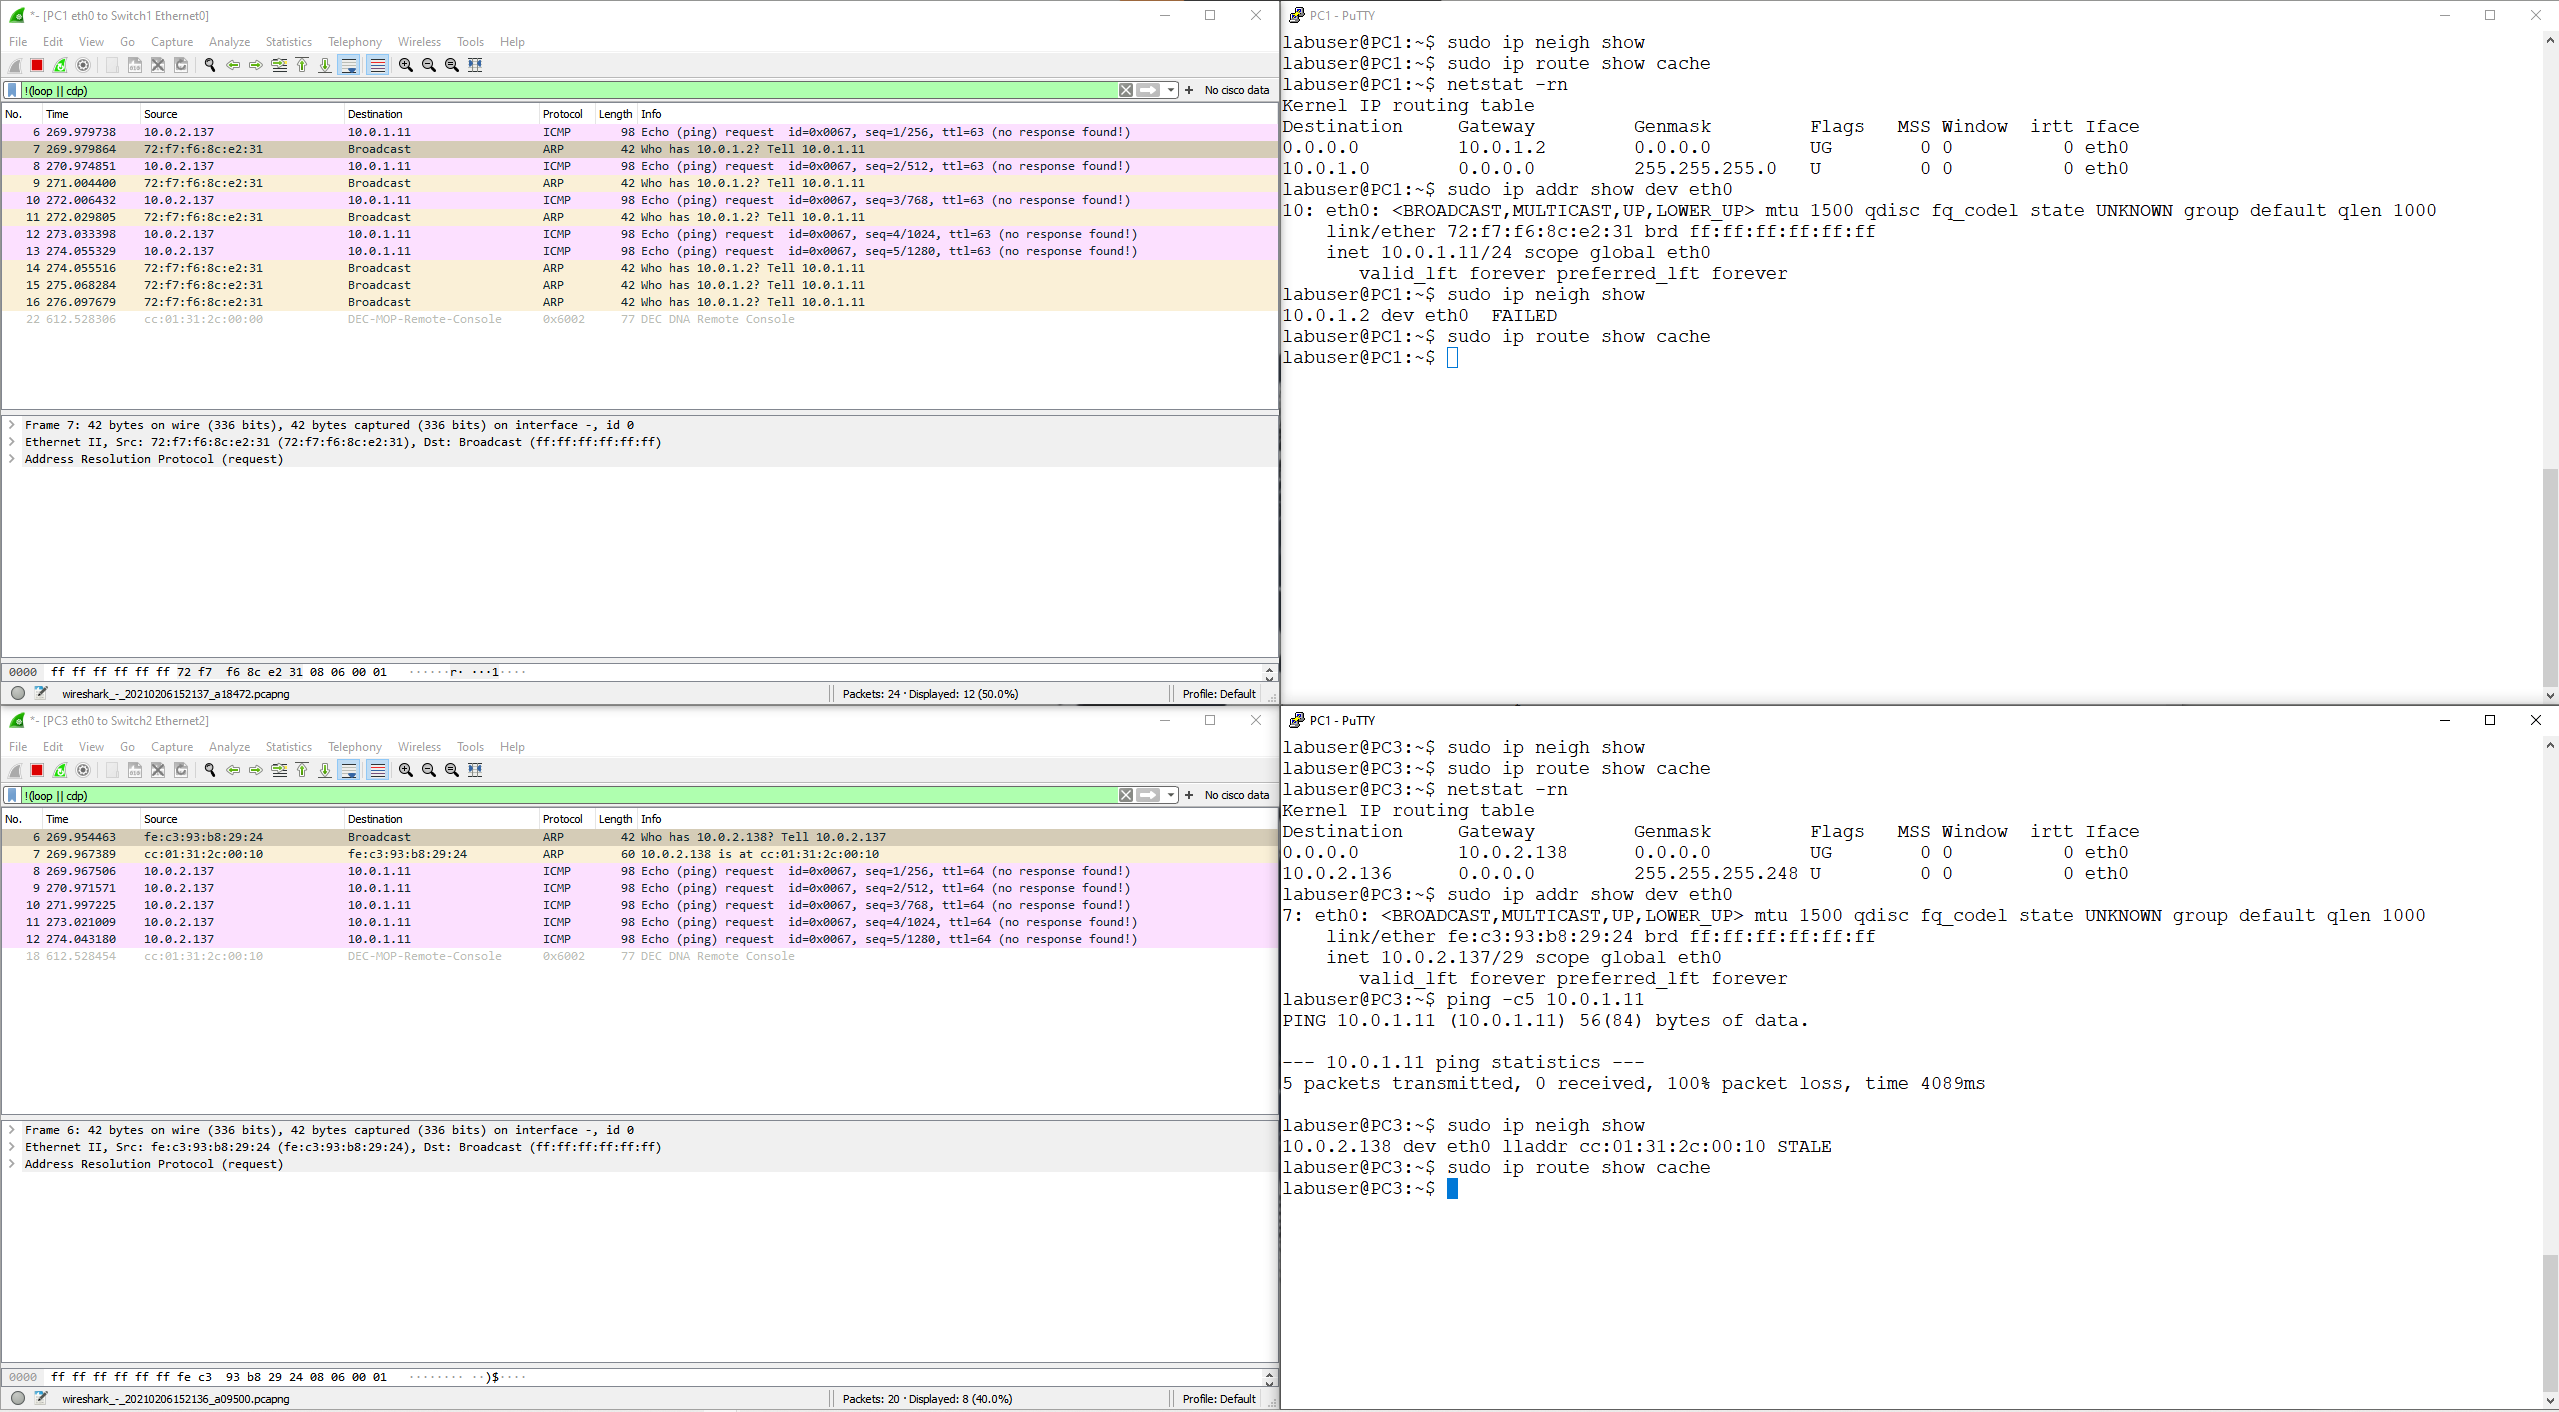 *- [PC1 eth0 to Switch1 Ethernet0]
File Edit View Go Capture Analyze Statistics Telephony Wireless Tools Help
!(loop || cdp) + No cisco data
No. Time Source Destination Protocol Length Info
6 269.979738 10.0.2.137 10.0.1.11 ICMP 98 Echo (ping) request id=0x0067, seq=1/256, ttl=63 (no response found!)
7 269.979864 72:f7:f6:8c:e2:31 Broadcast ARP 42 Who has 10.0.1.2? Tell 10.0.1.11
8 270.974851 10.0.2.137 10.0.1.11 ICMP 98 Echo (ping) request id=0x0067, seq=2/512, ttl=63 (no response found!)
9 271.004400 72:f7:f6:8c:e2:31 Broadcast ARP 42 Who has 10.0.1.2? Tell 10.0.1.11
10 272.006432 10.0.2.137 10.0.1.11 ICMP 98 Echo (ping) request id=0x0067, seq=3/768, ttl=63 (no response found!)
11 272.029805 72:f7:f6:8c:e2:31 Broadcast ARP 42 Who has 10.0.1.2? Tell 10.0.1.11
12 273.033398 10.0.2.137 10.0.1.11 ICMP 98 Echo (ping) request id=0x0067, seq=4/1024, ttl=63 (no response found!)
13 274.055329 10.0.2.137 10.0.1.11 ICMP 98 Echo (ping) request id=0x0067, seq=5/1280, ttl=63 (no response found!)
14 274.055516 72:f7:f6:8c:e2:31 Broadcast ARP 42 Who has 10.0.1.2? Tell 10.0.1.11
15 275.068284 72:f7:f6:8c:e2:31 Broadcast ARP 42 Who has 10.0.1.2? Tell 10.0.1.11
16 276.097679 72:f7:f6:8c:e2:31 Broadcast ARP 42 Who has 10.0.1.2? Tell 10.0.1.11
22 612.528306 cc:01:31:2c:00:00 DEC-MOP-Remote-Console 0x6002 77 DEC DNA Remote Console
Frame 7: 42 bytes on wire (336 bits), 42 bytes captured (336 bits) on interface -, id 0
Ethernet II, Src: 72:f7:f6:8c:e2:31 (72:f7:f6:8c:e2:31), Dst: Broadcast (ff:ff:ff:ff:ff:ff)
Address Resolution Protocol (request)
0000 ff ff ff ff ff ff 72 f7 f6 8c e2 31 08 06 00 01 ······r· ···1····
wireshark_-_20210206152137_a18472.pcapng Packets: 24 · Displayed: 12 (50.0%) Profile: Default
PC1 - PuTTY
labuser@PC1:~$ sudo ip neigh show
labuser@PC1:~$ sudo ip route show cache
labuser@PC1:~$ netstat -rn
Kernel IP routing table
Destination Gateway Genmask Flags MSS Window irtt Iface
0.0.0.0 10.0.1.2 0.0.0.0 UG 0 0 0 eth0
10.0.1.0 0.0.0.0 255.255.255.0 U 0 0 0 eth0
labuser@PC1:~$ sudo ip addr show dev eth0
10: eth0: <BROADCAST,MULTICAST,UP,LOWER_UP> mtu 1500 qdisc fq_codel state UNKNOWN group default qlen 1000
link/ether 72:f7:f6:8c:e2:31 brd ff:ff:ff:ff:ff:ff
inet 10.0.1.11/24 scope global eth0
valid_lft forever preferred_lft forever
labuser@PC1:~$ sudo ip neigh show
10.0.1.2 dev eth0 FAILED
labuser@PC1:~$ sudo ip route show cache
labuser@PC1:~$
*- [PC3 eth0 to Switch2 Ethernet2]
File Edit View Go Capture Analyze Statistics Telephony Wireless Tools Help
!(loop || cdp) + No cisco data
No. Time Source Destination Protocol Length Info
6 269.954463 fe:c3:93:b8:29:24 Broadcast ARP 42 Who has 10.0.2.138? Tell 10.0.2.137
7 269.967389 cc:01:31:2c:00:10 fe:c3:93:b8:29:24 ARP 60 10.0.2.138 is at cc:01:31:2c:00:10
8 269.967506 10.0.2.137 10.0.1.11 ICMP 98 Echo (ping) request id=0x0067, seq=1/256, ttl=64 (no response found!)
9 270.971571 10.0.2.137 10.0.1.11 ICMP 98 Echo (ping) request id=0x0067, seq=2/512, ttl=64 (no response found!)
10 271.997225 10.0.2.137 10.0.1.11 ICMP 98 Echo (ping) request id=0x0067, seq=3/768, ttl=64 (no response found!)
11 273.021009 10.0.2.137 10.0.1.11 ICMP 98 Echo (ping) request id=0x0067, seq=4/1024, ttl=64 (no response found!)
12 274.043180 10.0.2.137 10.0.1.11 ICMP 98 Echo (ping) request id=0x0067, seq=5/1280, ttl=64 (no response found!)
18 612.528454 cc:01:31:2c:00:10 DEC-MOP-Remote-Console 0x6002 77 DEC DNA Remote Console
Frame 6: 42 bytes on wire (336 bits), 42 bytes captured (336 bits) on interface -, id 0
Ethernet II, Src: fe:c3:93:b8:29:24 (fe:c3:93:b8:29:24), Dst: Broadcast (ff:ff:ff:ff:ff:ff)
Address Resolution Protocol (request)
0000 ff ff ff ff ff ff fe c3 93 b8 29 24 08 06 00 01 ········ ··)$····
wireshark_-_20210206152136_a09500.pcapng Packets: 20 · Displayed: 8 (40.0%) Profile: Default
PC1 - PuTTY
labuser@PC3:~$ sudo ip neigh show
labuser@PC3:~$ sudo ip route show cache
labuser@PC3:~$ netstat -rn
Kernel IP routing table
Destination Gateway Genmask Flags MSS Window irtt Iface
0.0.0.0 10.0.2.138 0.0.0.0 UG 0 0 0 eth0
10.0.2.136 0.0.0.0 255.255.255.248 U 0 0 0 eth0
labuser@PC3:~$ sudo ip addr show dev eth0
7: eth0: <BROADCAST,MULTICAST,UP,LOWER_UP> mtu 1500 qdisc fq_codel state UNKNOWN group default qlen 1000
link/ether fe:c3:93:b8:29:24 brd ff:ff:ff:ff:ff:ff
inet 10.0.2.137/29 scope global eth0
valid_lft forever preferred_lft forever
labuser@PC3:~$ ping -c5 10.0.1.11
PING 10.0.1.11 (10.0.1.11) 56(84) bytes of data.
--- 10.0.1.11 ping statistics ---
5 packets transmitted, 0 received, 100% packet loss, time 4089ms
labuser@PC3:~$ sudo ip neigh show
10.0.2.138 dev eth0 lladdr cc:01:31:2c:00:10 STALE
labuser@PC3:~$ sudo ip route show cache
labuser@PC3:~$